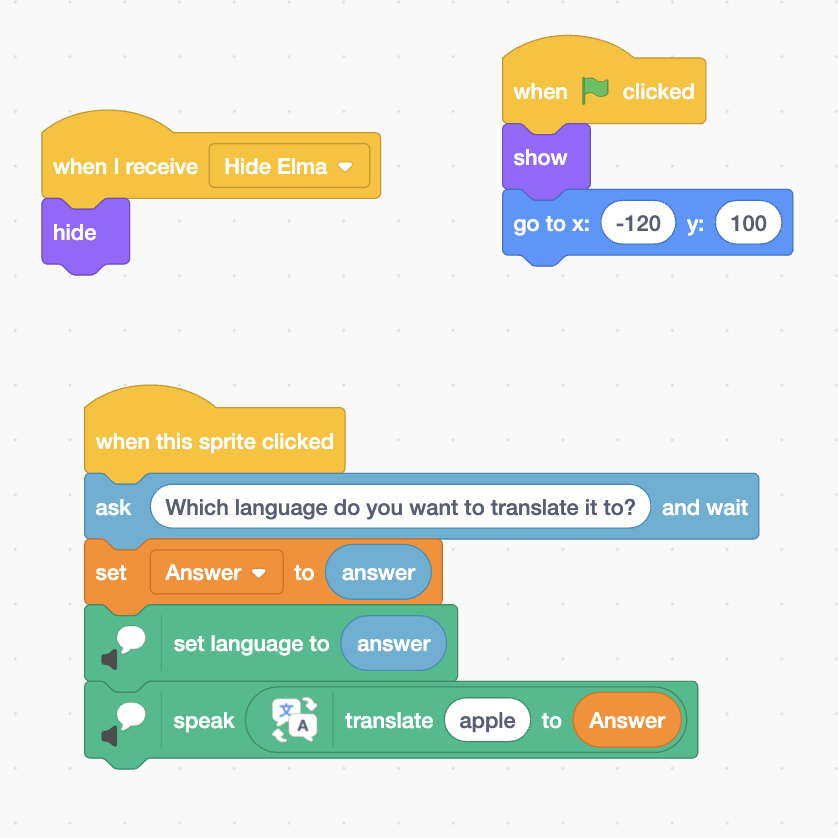 when I receive Hide Elma
hide
when clicked
show
go to x: -120 y: 100
when this sprite clicked
ask Which language do you want to translate it to? and wait
set Answer to answer
set language to answer
speak 文 A translate apple to Answer